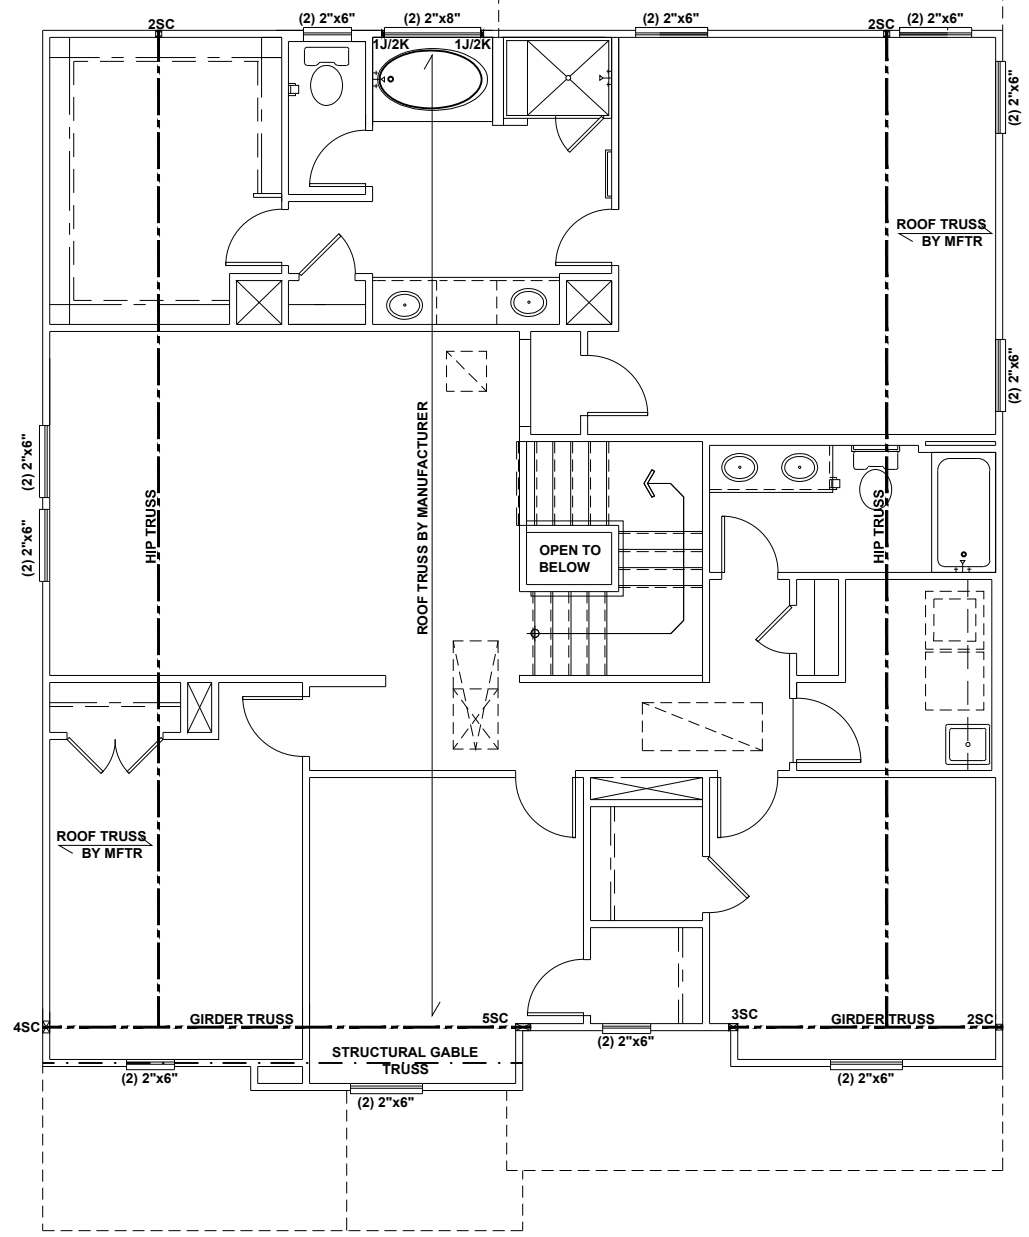 2SC
(2) 2"x6"
(2) 2"x8"
(2) 2"x6"
2SC
(2) 2"x6"
1J/2K
1J/2K
(2) 2"x6"
ROOF TRUSS
BY MFTR
(2) 2"x6"
(2) 2"x6"
(2) 2"x6"
HIP TRUSS
ROOF TRUSS BY MANUFACTURER
OPEN TO
BELOW
HIP TRUSS
ROOF TRUSS
BY MFTR
4SC
GIRDER TRUSS
5SC
3SC
GIRDER TRUSS
2SC
(2) 2"x6"
STRUCTURAL GABLE
TRUSS
(2) 2"x6"
(2) 2"x6"
(2) 2"x6"